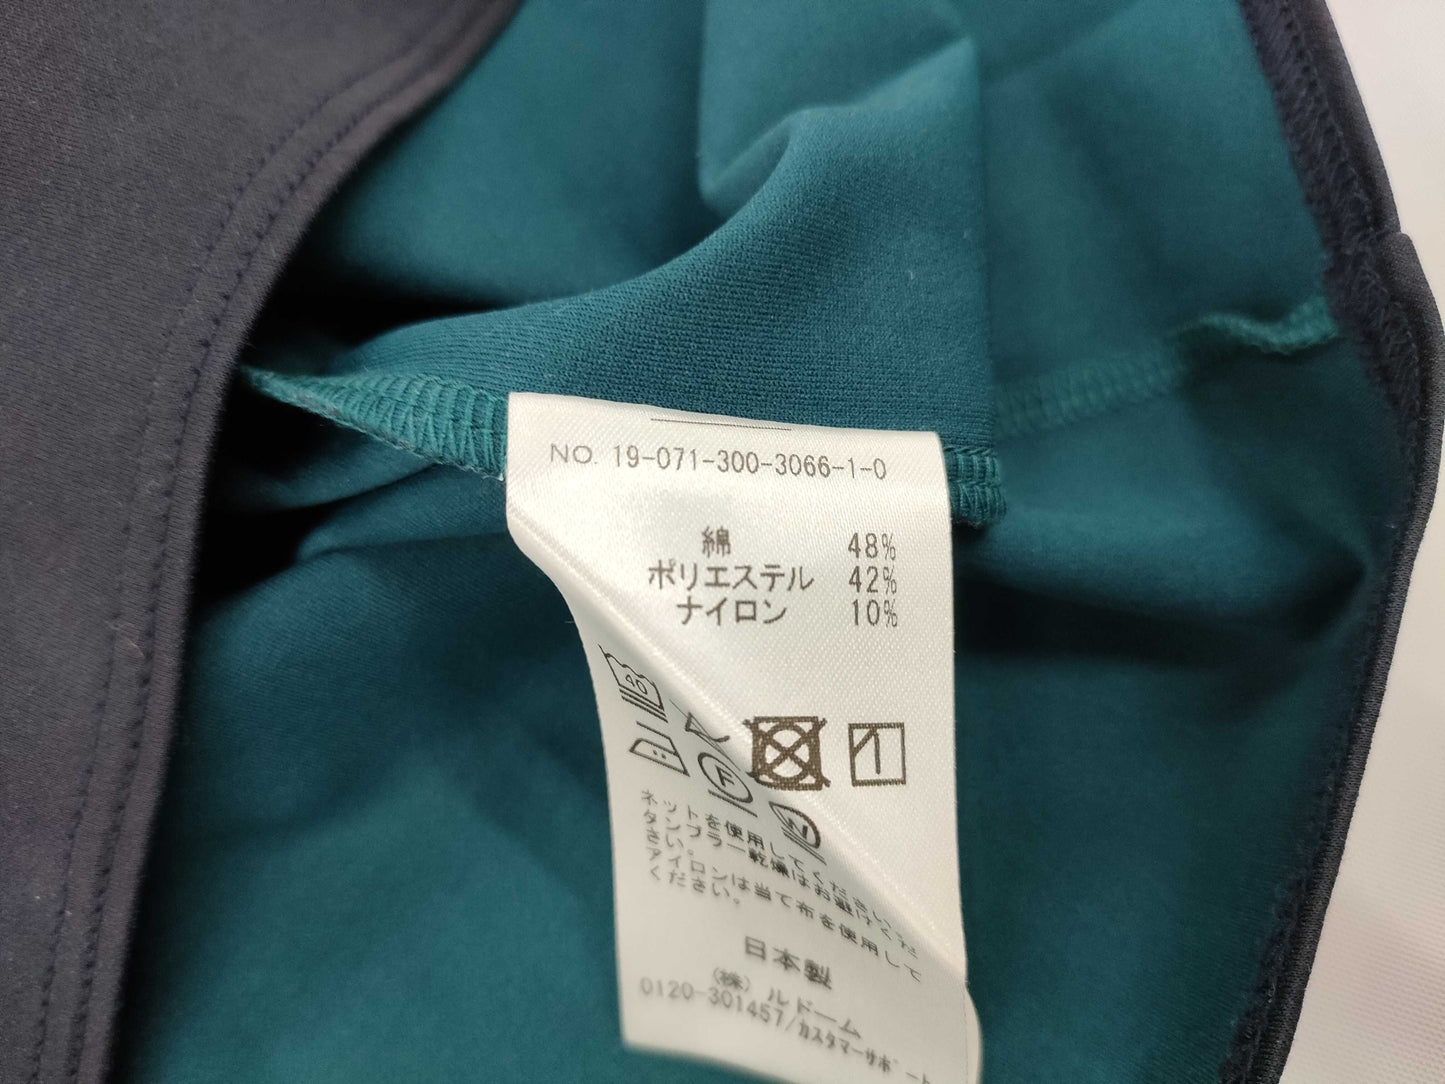 NO. 19-071-300-3066-1-0
綿 48%
ポリエステル 42%
ナイロン 10%
40
F
W
ネットを使用してください。
タンブラー乾燥はお避けくだ
さい。
アイロンは当て布を使用して
ください。
日本製
(株)ルドーム
0120-301457/カスタマーサポート